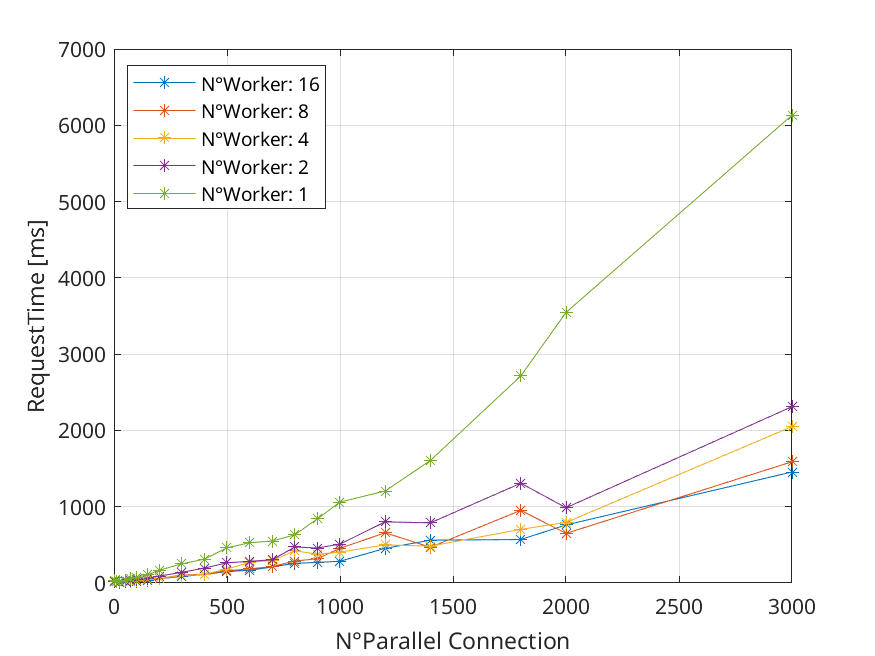 7000
6000
5000
4000
3000
2000
1000
0
RequestTime [ms]
N°Worker: 16
N°Worker: 8
N°Worker: 4
N°Worker: 2
N°Worker: 1
0 500 1000 1500 2000 2500 3000
N°Parallel Connection